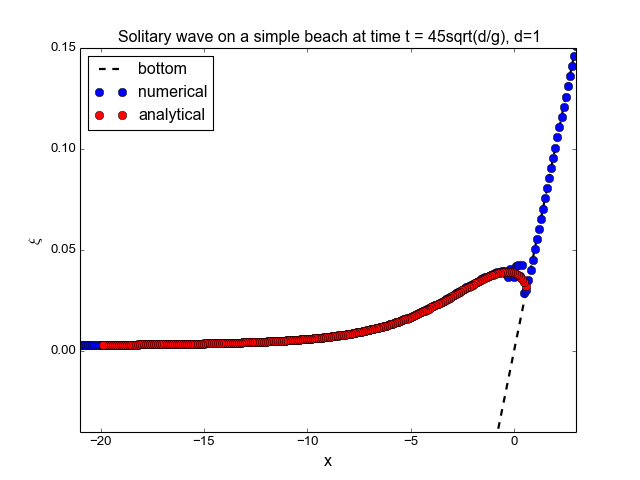 Solitary wave on a simple beach at time t = 45sqrt(d/g), d=1
bottom
numerical
analytical
0.15
0.10
0.05
0.00
ξ
−20
−15
−10
−5
0
x